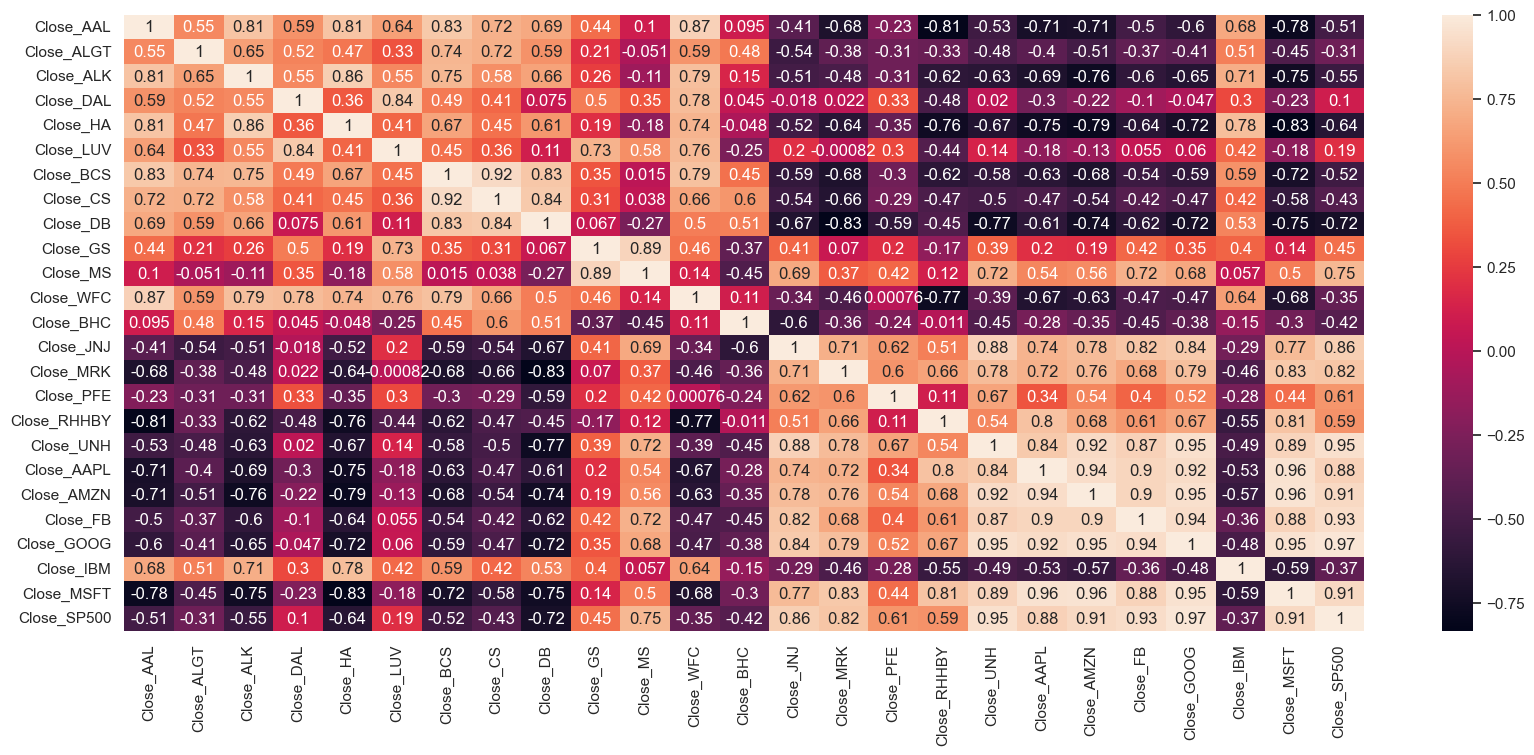 Close_AAL 1 0.55 0.81 0.59 0.81 0.64 0.83 0.72 0.69 0.44 0.1 0.87 0.095 -0.41 -0.68 -0.23 -0.81 -0.53 -0.71 -0.71 -0.5 -0.6 0.68 -0.78 -0.51
Close_ALGT 0.55 1 0.65 0.52 0.47 0.33 0.74 0.72 0.59 0.21 -0.051 0.59 0.48 -0.54 -0.38 -0.31 -0.33 -0.48 -0.4 -0.51 -0.37 -0.41 0.51 -0.45 -0.31
Close_ALK 0.81 0.65 1 0.55 0.86 0.55 0.75 0.58 0.66 0.26 -0.11 0.79 0.15 -0.51 -0.48 -0.31 -0.62 -0.63 -0.69 -0.76 -0.6 -0.65 0.71 -0.75 -0.55
Close_DAL 0.59 0.52 0.55 1 0.36 0.84 0.49 0.41 0.075 0.5 0.35 0.78 0.045 -0.018 0.022 0.33 -0.48 0.02 -0.3 -0.22 -0.1 -0.047 0.3 -0.23 0.1
Close_HA 0.81 0.47 0.86 0.36 1 0.41 0.67 0.45 0.61 0.19 -0.18 0.74 -0.048 -0.52 -0.64 -0.35 -0.76 -0.67 -0.75 -0.79 -0.64 -0.72 0.78 -0.83 -0.64
Close_LUV 0.64 0.33 0.55 0.84 0.41 1 0.45 0.36 0.11 0.73 0.58 0.76 -0.25 0.2 -0.00082 0.3 -0.44 0.14 -0.18 -0.13 0.055 0.06 0.42 -0.18 0.19
Close_BCS 0.83 0.74 0.75 0.49 0.67 0.45 1 0.92 0.83 0.35 0.015 0.79 0.45 -0.59 -0.68 -0.3 -0.62 -0.58 -0.63 -0.68 -0.54 -0.59 0.59 -0.72 -0.52
Close_CS 0.72 0.72 0.58 0.41 0.45 0.36 0.92 1 0.84 0.31 0.038 0.66 0.6 -0.54 -0.66 -0.29 -0.47 -0.5 -0.47 -0.54 -0.42 -0.47 0.42 -0.58 -0.43
Close_DB 0.69 0.59 0.66 0.075 0.61 0.11 0.83 0.84 1 0.067 -0.27 0.5 0.51 -0.67 -0.83 -0.59 -0.45 -0.77 -0.61 -0.74 -0.62 -0.72 0.53 -0.75 -0.72
Close_GS 0.44 0.21 0.26 0.5 0.19 0.73 0.35 0.31 0.067 1 0.89 0.46 -0.37 0.41 0.07 0.2 -0.17 0.39 0.2 0.19 0.42 0.35 0.4 0.14 0.45
Close_MS 0.1 -0.051 -0.11 0.35 -0.18 0.58 0.015 0.038 -0.27 0.89 1 0.14 -0.45 0.69 0.37 0.42 0.12 0.72 0.54 0.56 0.72 0.68 0.057 0.5 0.75
Close_WFC 0.87 0.59 0.79 0.78 0.74 0.76 0.79 0.66 0.5 0.46 0.14 1 0.11 -0.34 -0.46 0.00076 -0.77 -0.39 -0.67 -0.63 -0.47 -0.47 0.64 -0.68 -0.35
Close_BHC 0.095 0.48 0.15 0.045 -0.048 -0.25 0.45 0.6 0.51 -0.37 -0.45 0.11 1 -0.6 -0.36 -0.24 -0.011 -0.45 -0.28 -0.35 -0.45 -0.38 -0.15 -0.3 -0.42
Close_JNJ -0.41 -0.54 -0.51 -0.018 -0.52 0.2 -0.59 -0.54 -0.67 0.41 0.69 -0.34 -0.6 1 0.71 0.62 0.51 0.88 0.74 0.78 0.82 0.84 -0.29 0.77 0.86
Close_MRK -0.68 -0.38 -0.48 0.022 -0.64 -0.00082 -0.68 -0.66 -0.83 0.07 0.37 -0.46 -0.36 0.71 1 0.6 0.66 0.78 0.72 0.76 0.68 0.79 -0.46 0.83 0.82
Close_PFE -0.23 -0.31 -0.31 0.33 -0.35 0.3 -0.3 -0.29 -0.59 0.2 0.42 0.00076 -0.24 0.62 0.6 1 0.11 0.67 0.34 0.54 0.4 0.52 -0.28 0.44 0.61
Close_RHHBY -0.81 -0.33 -0.62 -0.48 -0.76 -0.44 -0.62 -0.47 -0.45 -0.17 0.12 -0.77 -0.011 0.51 0.66 0.11 1 0.54 0.8 0.68 0.61 0.67 -0.55 0.81 0.59
Close_UNH -0.53 -0.48 -0.63 0.02 -0.67 0.14 -0.58 -0.5 -0.77 0.39 0.72 -0.39 -0.45 0.88 0.78 0.67 0.54 1 0.84 0.92 0.87 0.95 -0.49 0.89 0.95
Close_AAPL -0.71 -0.4 -0.69 -0.3 -0.75 -0.18 -0.63 -0.47 -0.61 0.2 0.54 -0.67 -0.28 0.74 0.72 0.34 0.8 0.84 1 0.94 0.9 0.92 -0.53 0.96 0.88
Close_AMZN -0.71 -0.51 -0.76 -0.22 -0.79 -0.13 -0.68 -0.54 -0.74 0.19 0.56 -0.63 -0.35 0.78 0.76 0.54 0.68 0.92 0.94 1 0.9 0.95 -0.57 0.96 0.91
Close_FB -0.5 -0.37 -0.6 -0.1 -0.64 0.055 -0.54 -0.42 -0.62 0.42 0.72 -0.47 -0.45 0.82 0.68 0.4 0.61 0.87 0.9 0.9 1 0.94 -0.36 0.88 0.93
Close_GOOG -0.6 -0.41 -0.65 -0.047 -0.72 0.06 -0.59 -0.47 -0.72 0.35 0.68 -0.47 -0.38 0.84 0.79 0.52 0.67 0.95 0.92 0.95 0.94 1 -0.48 0.95 0.97
Close_IBM 0.68 0.51 0.71 0.3 0.78 0.42 0.59 0.42 0.53 0.4 0.057 0.64 -0.15 -0.29 -0.46 -0.28 -0.55 -0.49 -0.53 -0.57 -0.36 -0.48 1 -0.59 -0.37
Close_MSFT -0.78 -0.45 -0.75 -0.23 -0.83 -0.18 -0.72 -0.58 -0.75 0.14 0.5 -0.68 -0.3 0.77 0.83 0.44 0.81 0.89 0.96 0.96 0.88 0.95 -0.59 1 0.91
Close_SP500 -0.51 -0.31 -0.55 0.1 -0.64 0.19 -0.52 -0.43 -0.72 0.45 0.75 -0.35 -0.42 0.86 0.82 0.61 0.59 0.95 0.88 0.91 0.93 0.97 -0.37 0.91 1
Close_AAL
Close_ALGT
Close_ALK
Close_DAL
Close_HA
Close_LUV
Close_BCS
Close_CS
Close_DB
Close_GS
Close_MS
Close_WFC
Close_BHC
Close_JNJ
Close_MRK
Close_PFE
Close_RHHBY
Close_UNH
Close_AAPL
Close_AMZN
Close_FB
Close_GOOG
Close_IBM
Close_MSFT
Close_SP500
1.00
0.75
0.50
0.25
0.00
−0.25
−0.50
−0.75